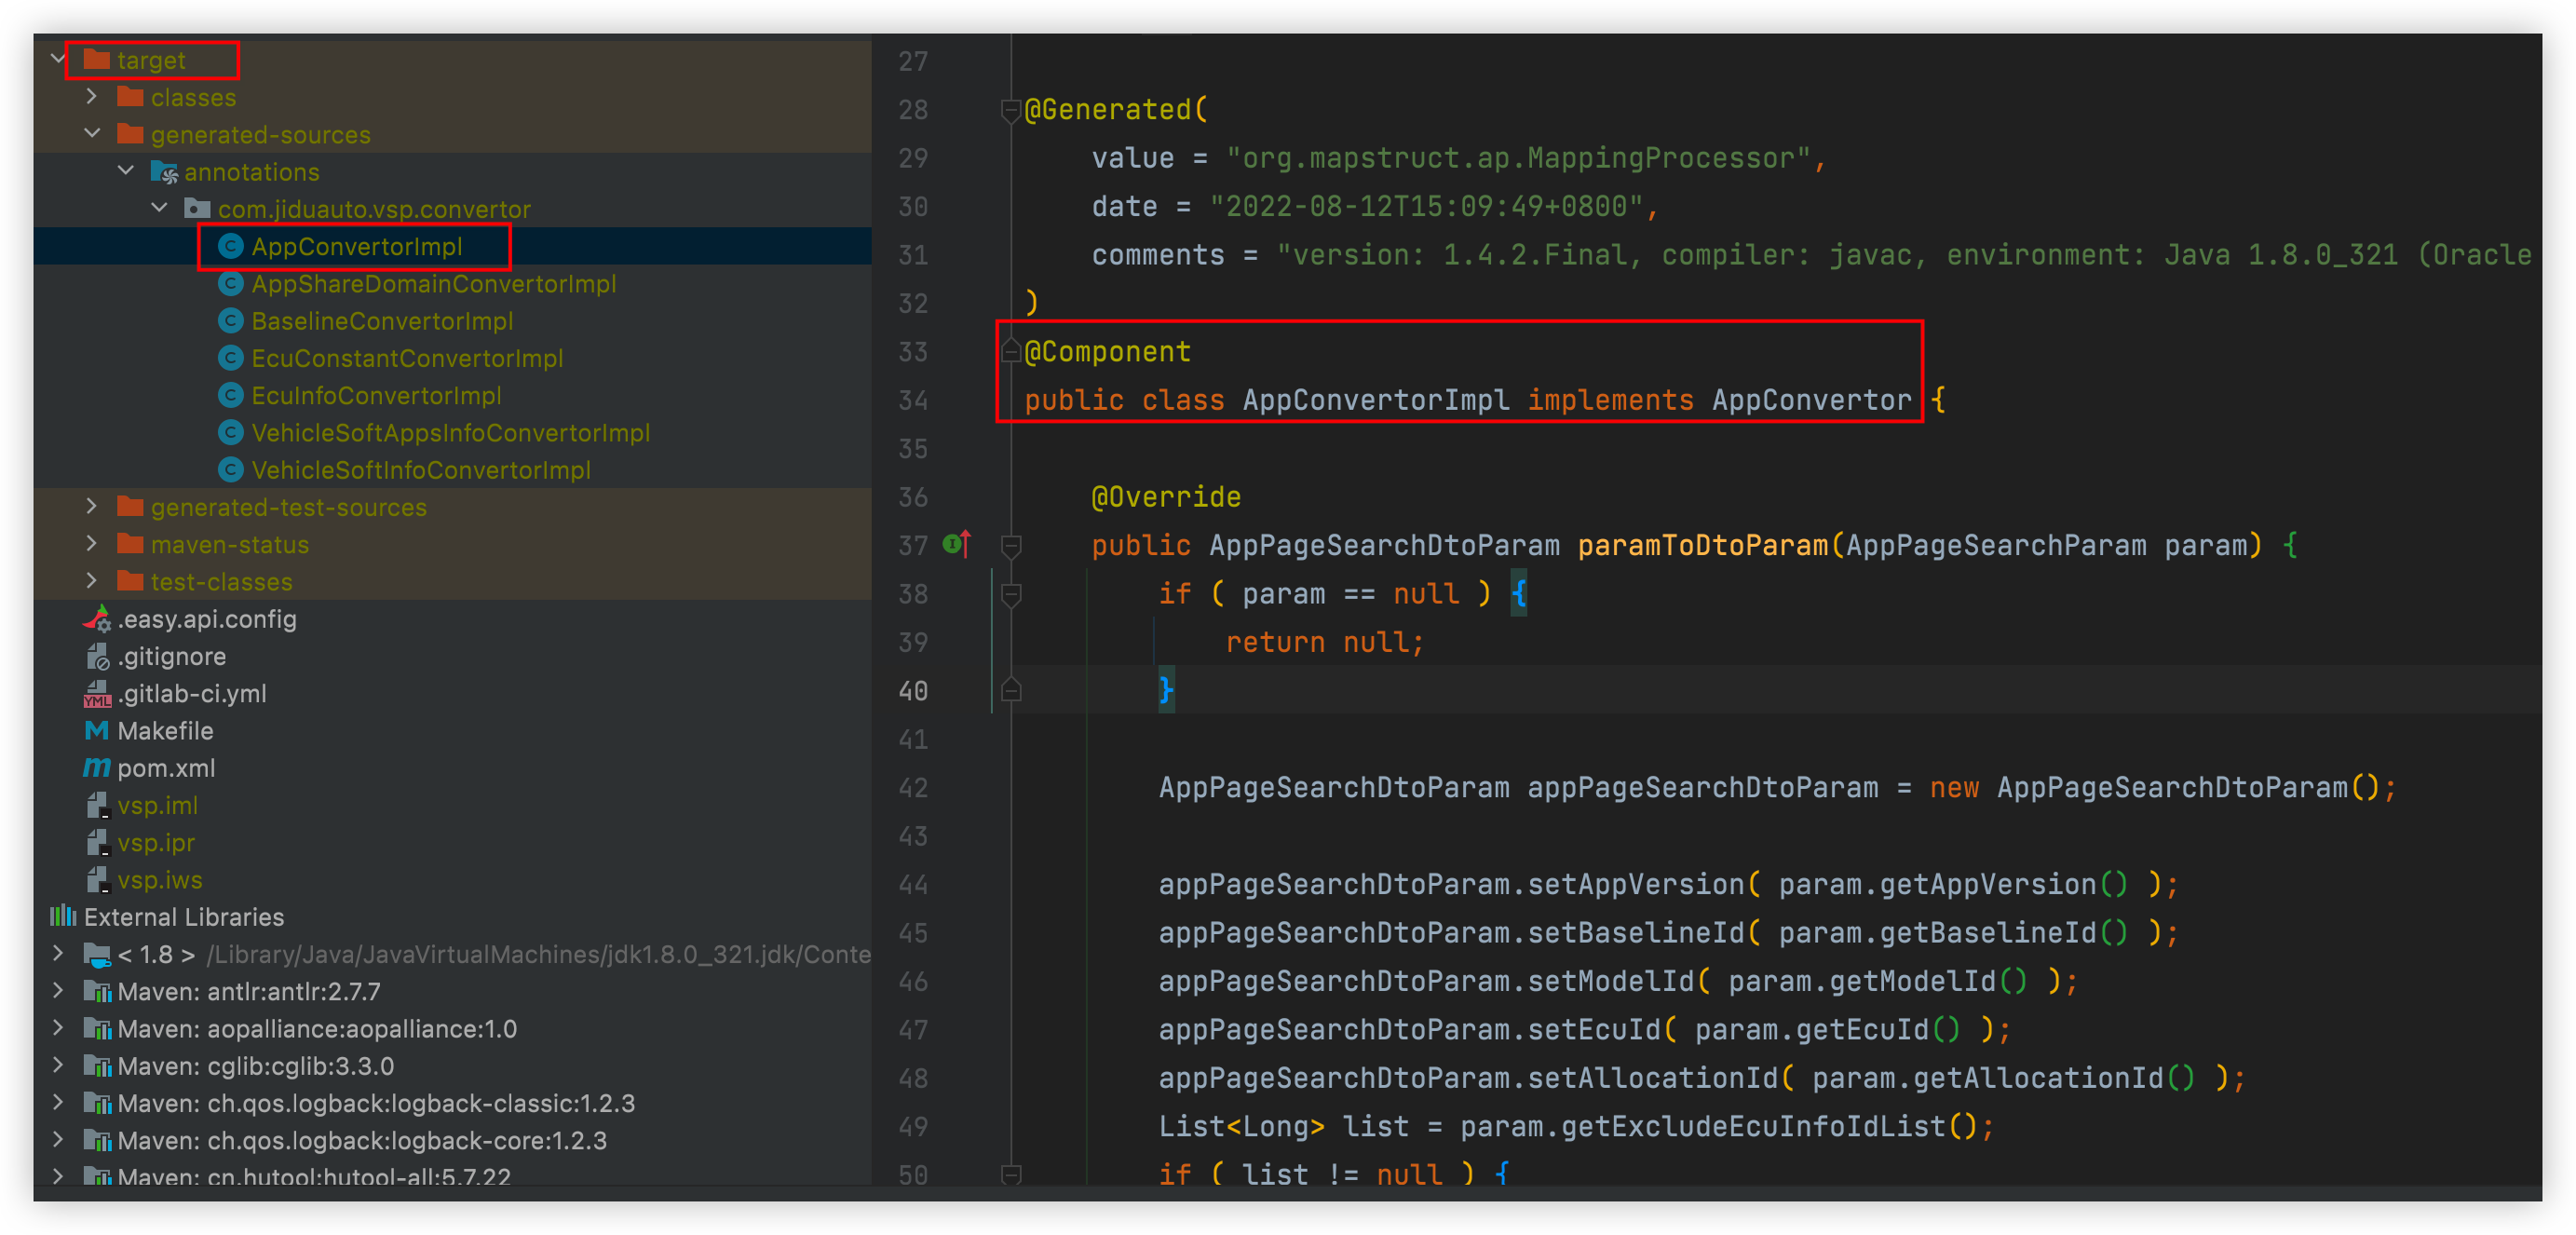 target
classes
generated-sources
annotations
com.jiduauto.vsp.convertor
AppConvertorImpl
AppShareDomainConvertorImpl
BaselineConvertorImpl
EcuConstantConvertorImpl
EcuInfoConvertorImpl
VehicleSoftAppsInfoConvertorImpl
VehicleSoftInfoConvertorImpl
generated-test-sources
maven-status
test-classes
.easy.api.config
.gitignore
.gitlab-ci.yml
Makefile
pom.xml
vsp.iml
vsp.ipr
vsp.iws
External Libraries
< 1.8 > /Library/Java/JavaVirtualMachines/jdk1.8.0_321.jdk/Conte
Maven: antlr:antlr:2.7.7
Maven: aopalliance:aopalliance:1.0
Maven: cglib:cglib:3.3.0
Maven: ch.qos.logback:logback-classic:1.2.3
Maven: ch.qos.logback:logback-core:1.2.3
Maven: cn.hutool:hutool-all:5.7.22
27
28 @Generated(
29 value = "org.mapstruct.ap.MappingProcessor",
30 date = "2022-08-12T15:09:49+0800",
31 comments = "version: 1.4.2.Final, compiler: javac, environment: Java 1.8.0_321 (Oracle
32 )
33 @Component
34 public class AppConvertorImpl implements AppConvertor {
35
36 @Override
37 public AppPageSearchDtoParam paramToDtoParam(AppPageSearchParam param) {
38 if ( param == null ) {
39 return null;
40 }
41
42 AppPageSearchDtoParam appPageSearchDtoParam = new AppPageSearchDtoParam();
43
44 appPageSearchDtoParam.setAppVersion( param.getAppVersion() );
45 appPageSearchDtoParam.setBaselineId( param.getBaselineId() );
46 appPageSearchDtoParam.setModelId( param.getModelId() );
47 appPageSearchDtoParam.setEcuId( param.getEcuId() );
48 appPageSearchDtoParam.setAllocationId( param.getAllocationId() );
49 List<Long> list = param.getExcludeEcuInfoIdList();
50 if ( list != null ) {